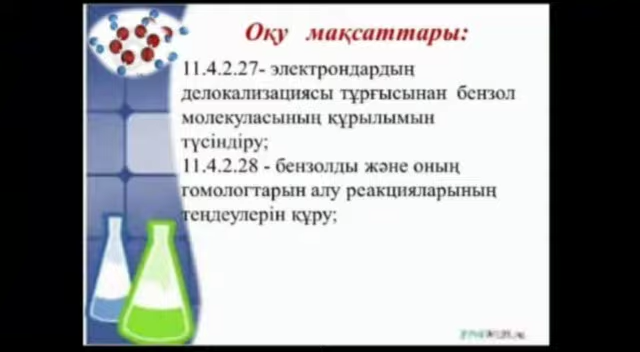 Оқу мақсаттары:
11.4.2.27- электрондардың
делокализациясы тұрғысынан бензол
молекуласының құрылымын
түсіндіру;
11.4.2.28 - бензолды және оның
гомологтарын алу реакцияларының
теңдеулерін құру;